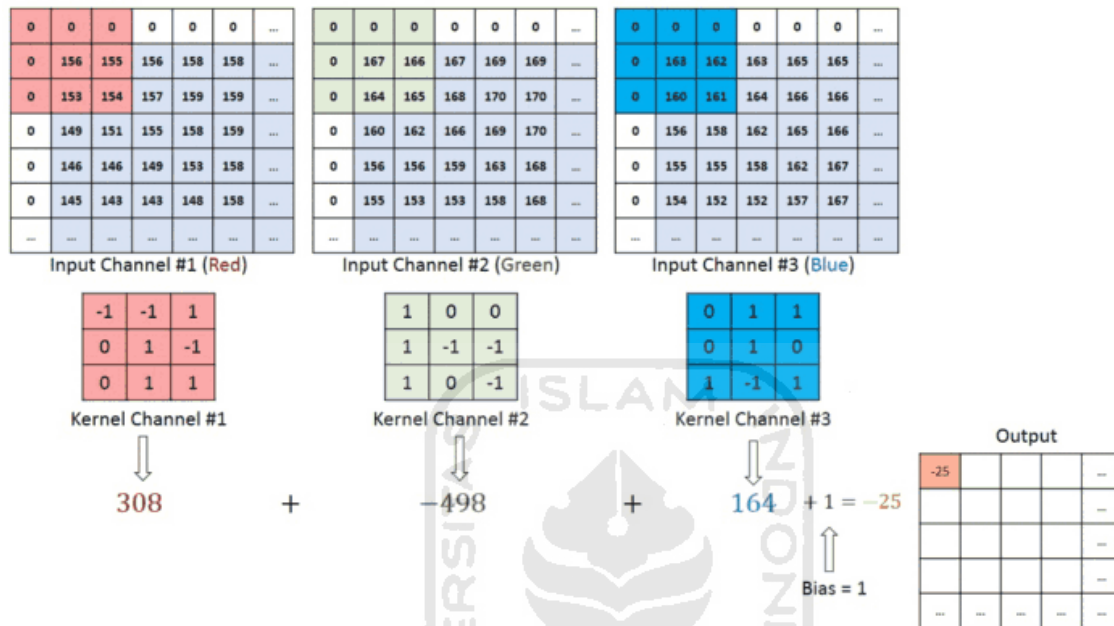 0 0 0 0 0 0 ... 0 0 0 0 0 0 ... 0 0 0 0 0 0 ...
0 156 155 156 158 158 ... 0 167 166 167 169 169 ... 0 163 162 163 165 165 ...
0 153 154 157 159 159 ... 0 164 165 168 170 170 ... 0 160 161 164 166 166 ...
0 149 151 155 158 159 ... 0 160 162 166 169 170 ... 0 156 158 162 165 166 ...
0 146 146 149 153 158 ... 0 156 156 159 163 168 ... 0 155 155 158 162 167 ...
0 145 143 143 148 158 ... 0 155 153 153 158 168 ... 0 154 152 152 157 167 ...
... ... ... ... ... ... ... ... ... ... ... ... ... ... ... ... ... ... ... ... ...
Input Channel #1 (Red) Input Channel #2 (Green) Input Channel #3 (Blue)
-1 -1 1 1 0 0 0 1 1
0 1 -1 1 -1 -1 0 1 0
0 1 1 1 0 -1 1 -1 1
ISLAM
Kernel Channel #1 Kernel Channel #2 Kernel Channel #3
Output
-25 ...
308 + −498 + 164 + 1 = −25
...
...
Bias = 1
...
... ... ... ... ...